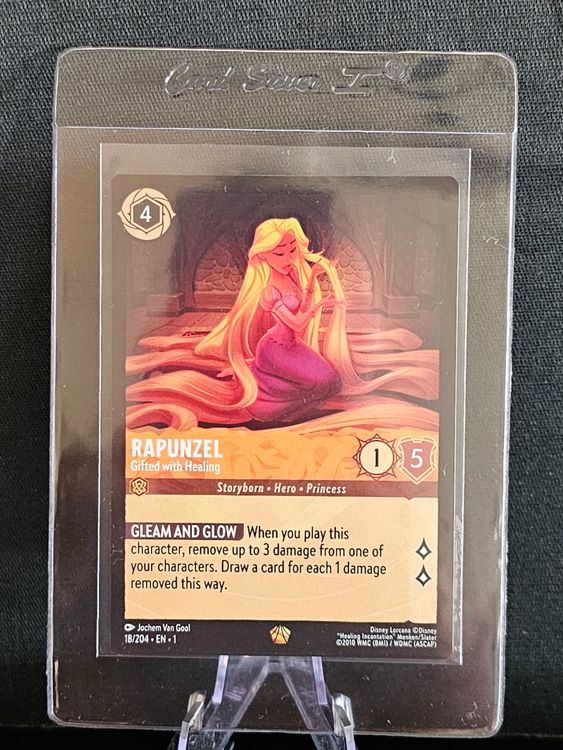 Card Saver I®
4
RAPUNZEL
Gifted with Healing
1
5
Storyborn • Hero • Princess
GLEAM AND GLOW When you play this
character, remove up to 3 damage from one of
your characters. Draw a card for each 1 damage
removed this way.
Jochem Van Gool
18/204 • EN • 1
Disney Lorcana ©Disney
"Healing Incantation" Menken/Slater
©2010 WMC (BMI) / WDMC (ASCAP)